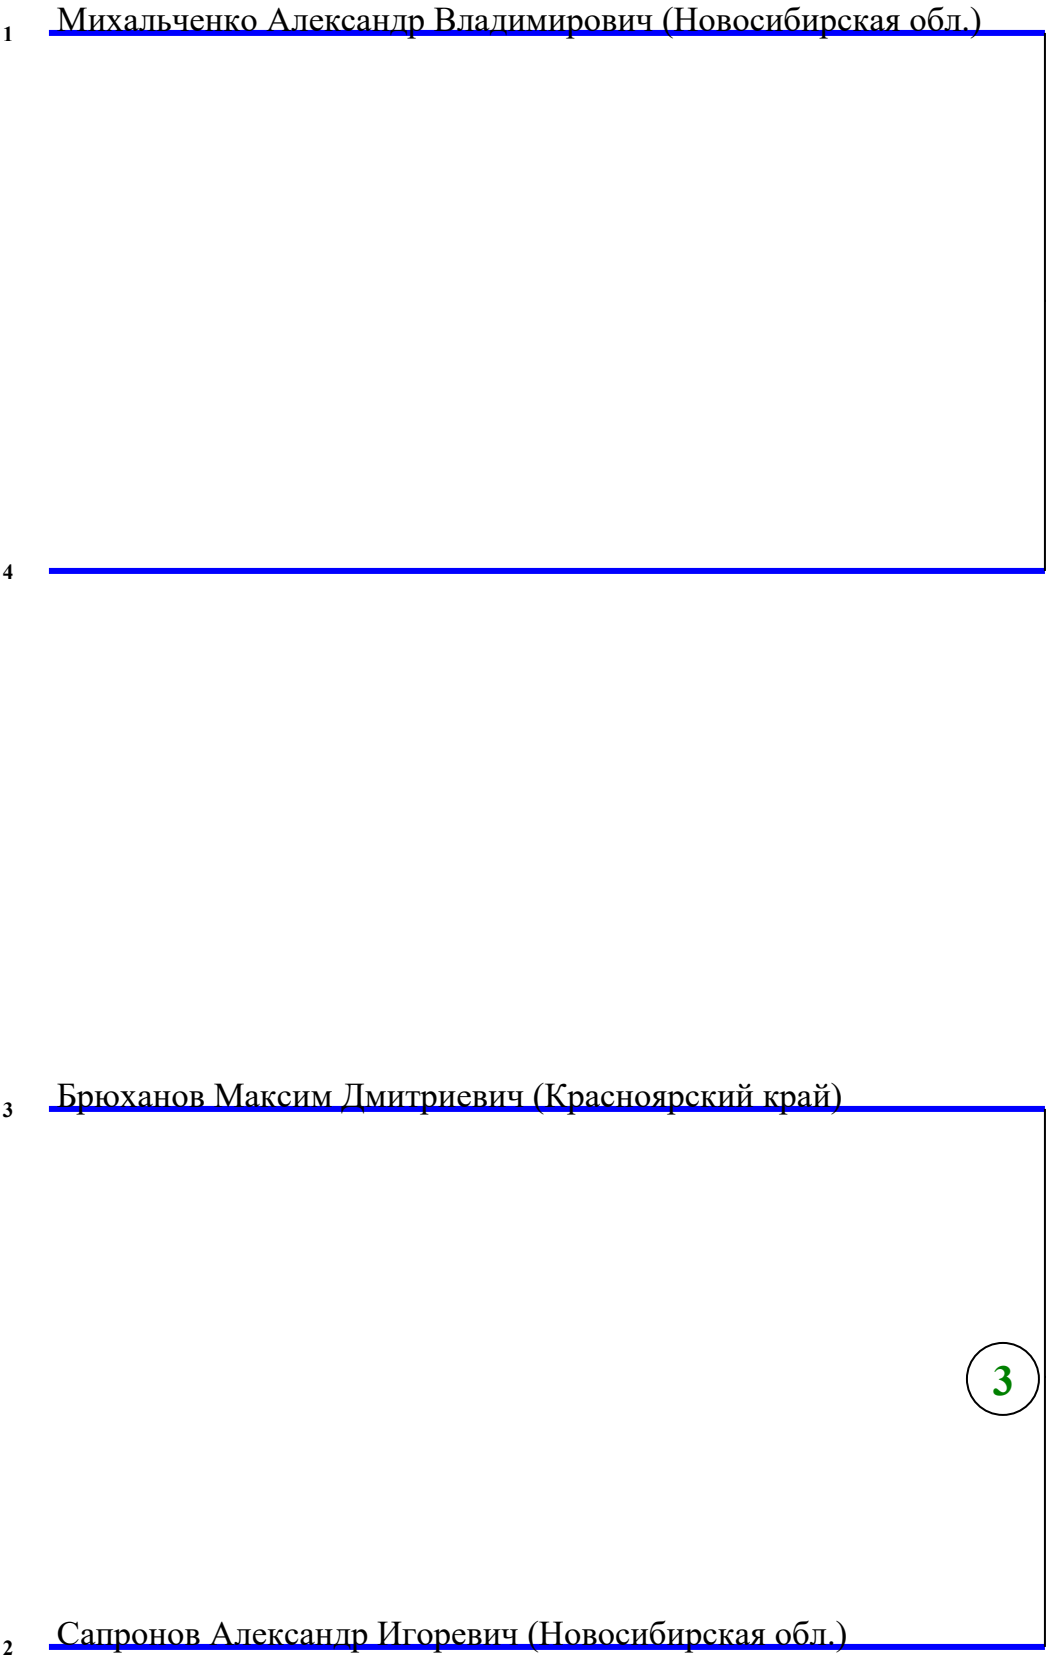 1 Михальченко Александр Владимирович (Новосибирская обл.)
4
3 Брюханов Максим Дмитриевич (Красноярский край)
3
2 Сапронов Александр Игоревич (Новосибирская обл.)